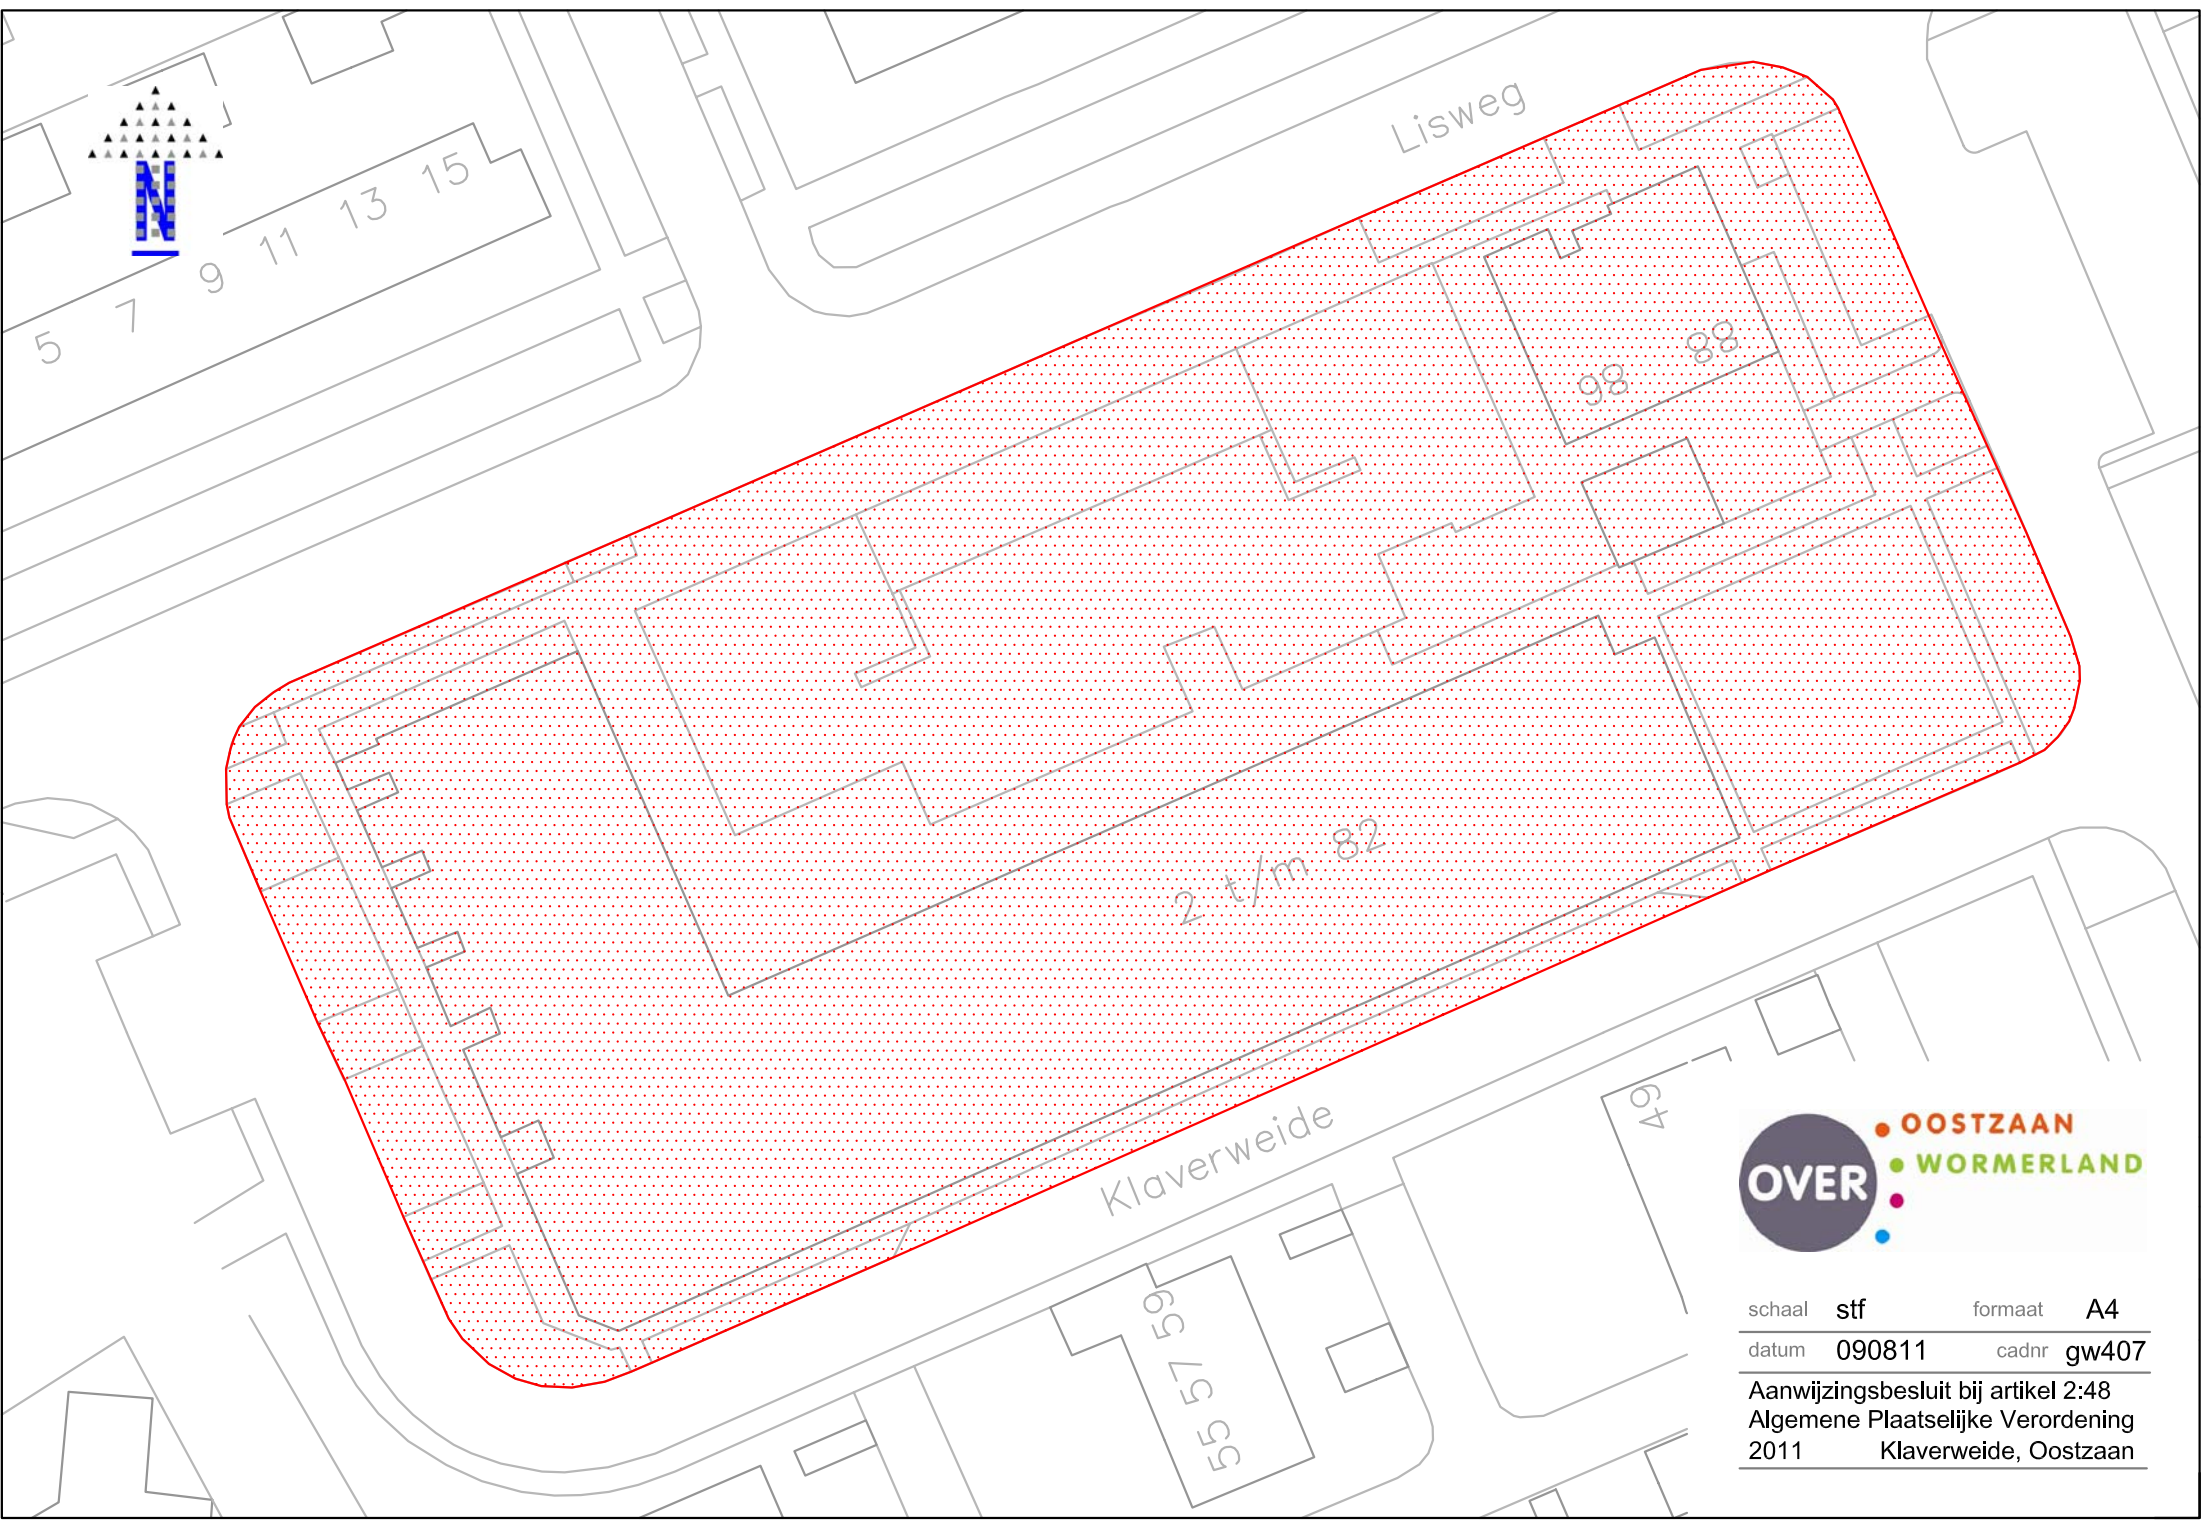 N
Lisweg
5 7 9 11 13 15
98 88
2 t/m 82
Klaverweide
49
55 57 59
OVER
OOSTZAAN
WORMERLAND
schaal stf formaat A4
datum 090811 cadnr gw407
Aanwijzingsbesluit bij artikel 2:48
Algemene Plaatselijke Verordening
2011 Klaverweide, Oostzaan